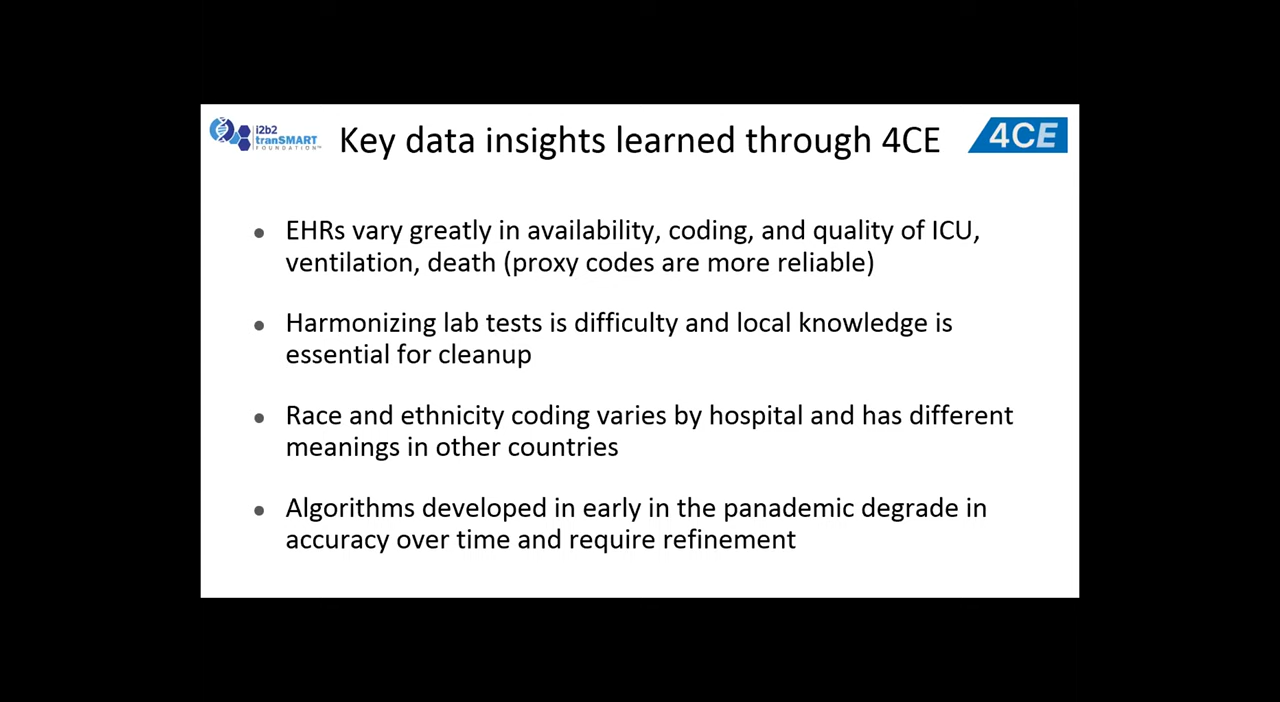 i2b2
tranSMART
FOUNDATION™
Key data insights learned through 4CE
4CE
● EHRs vary greatly in availability, coding, and quality of ICU,
ventilation, death (proxy codes are more reliable)
● Harmonizing lab tests is difficulty and local knowledge is
essential for cleanup
● Race and ethnicity coding varies by hospital and has different
meanings in other countries
● Algorithms developed in early in the panademic degrade in
accuracy over time and require refinement